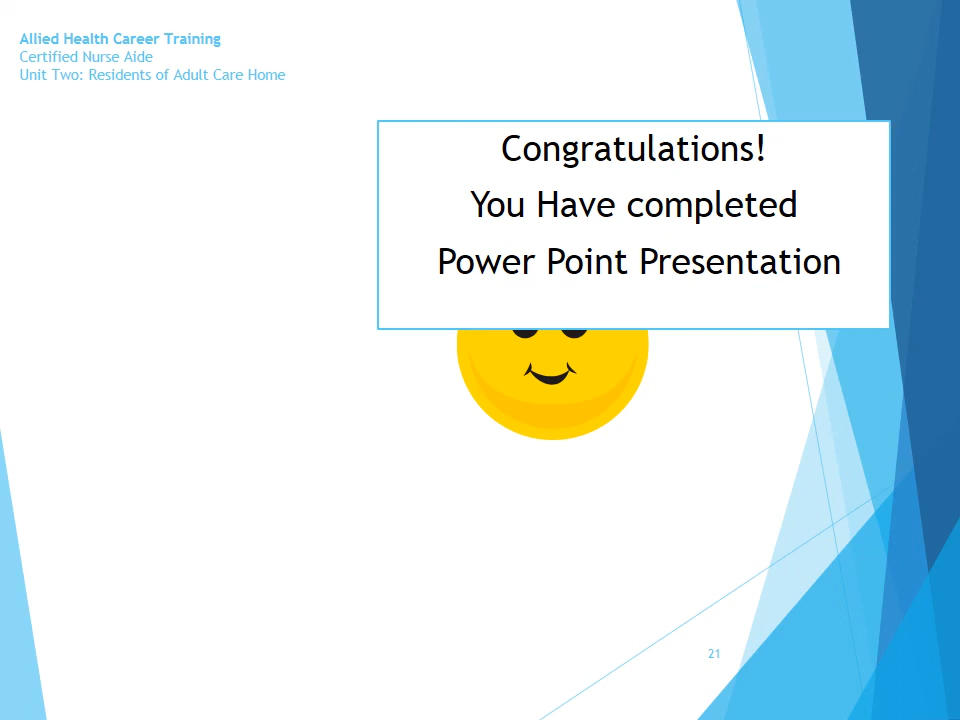 Allied Health Career Training
Certified Nurse Aide
Unit Two: Residents of Adult Care Home
Congratulations!
You Have completed
Power Point Presentation
21